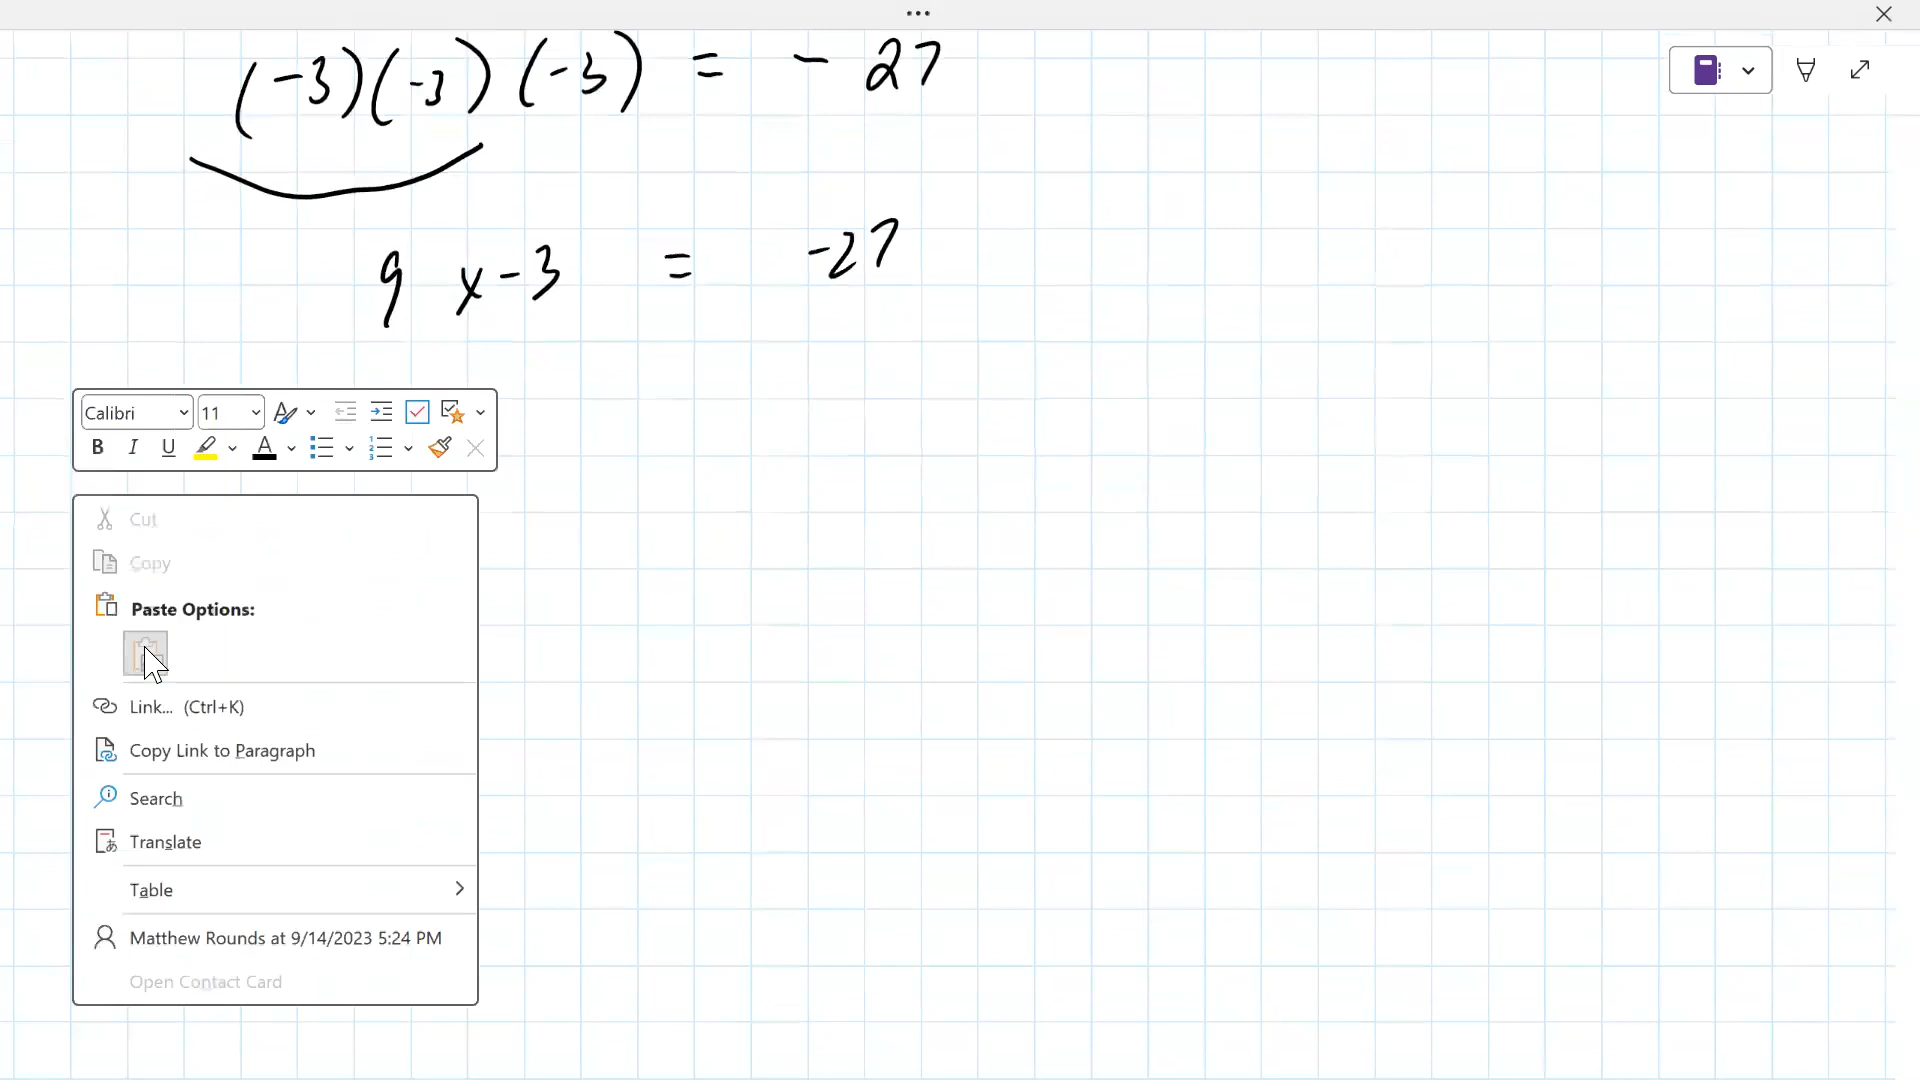 (-3)(-3)(-3) = - 27
9 x -3 = -27
Calibri 11
B I U A A
Cut
Copy
Paste Options:
Link... (Ctrl+K)
Copy Link to Paragraph
Search
Translate
Table
Matthew Rounds at 9/14/2023 5:24 PM
Open Contact Card